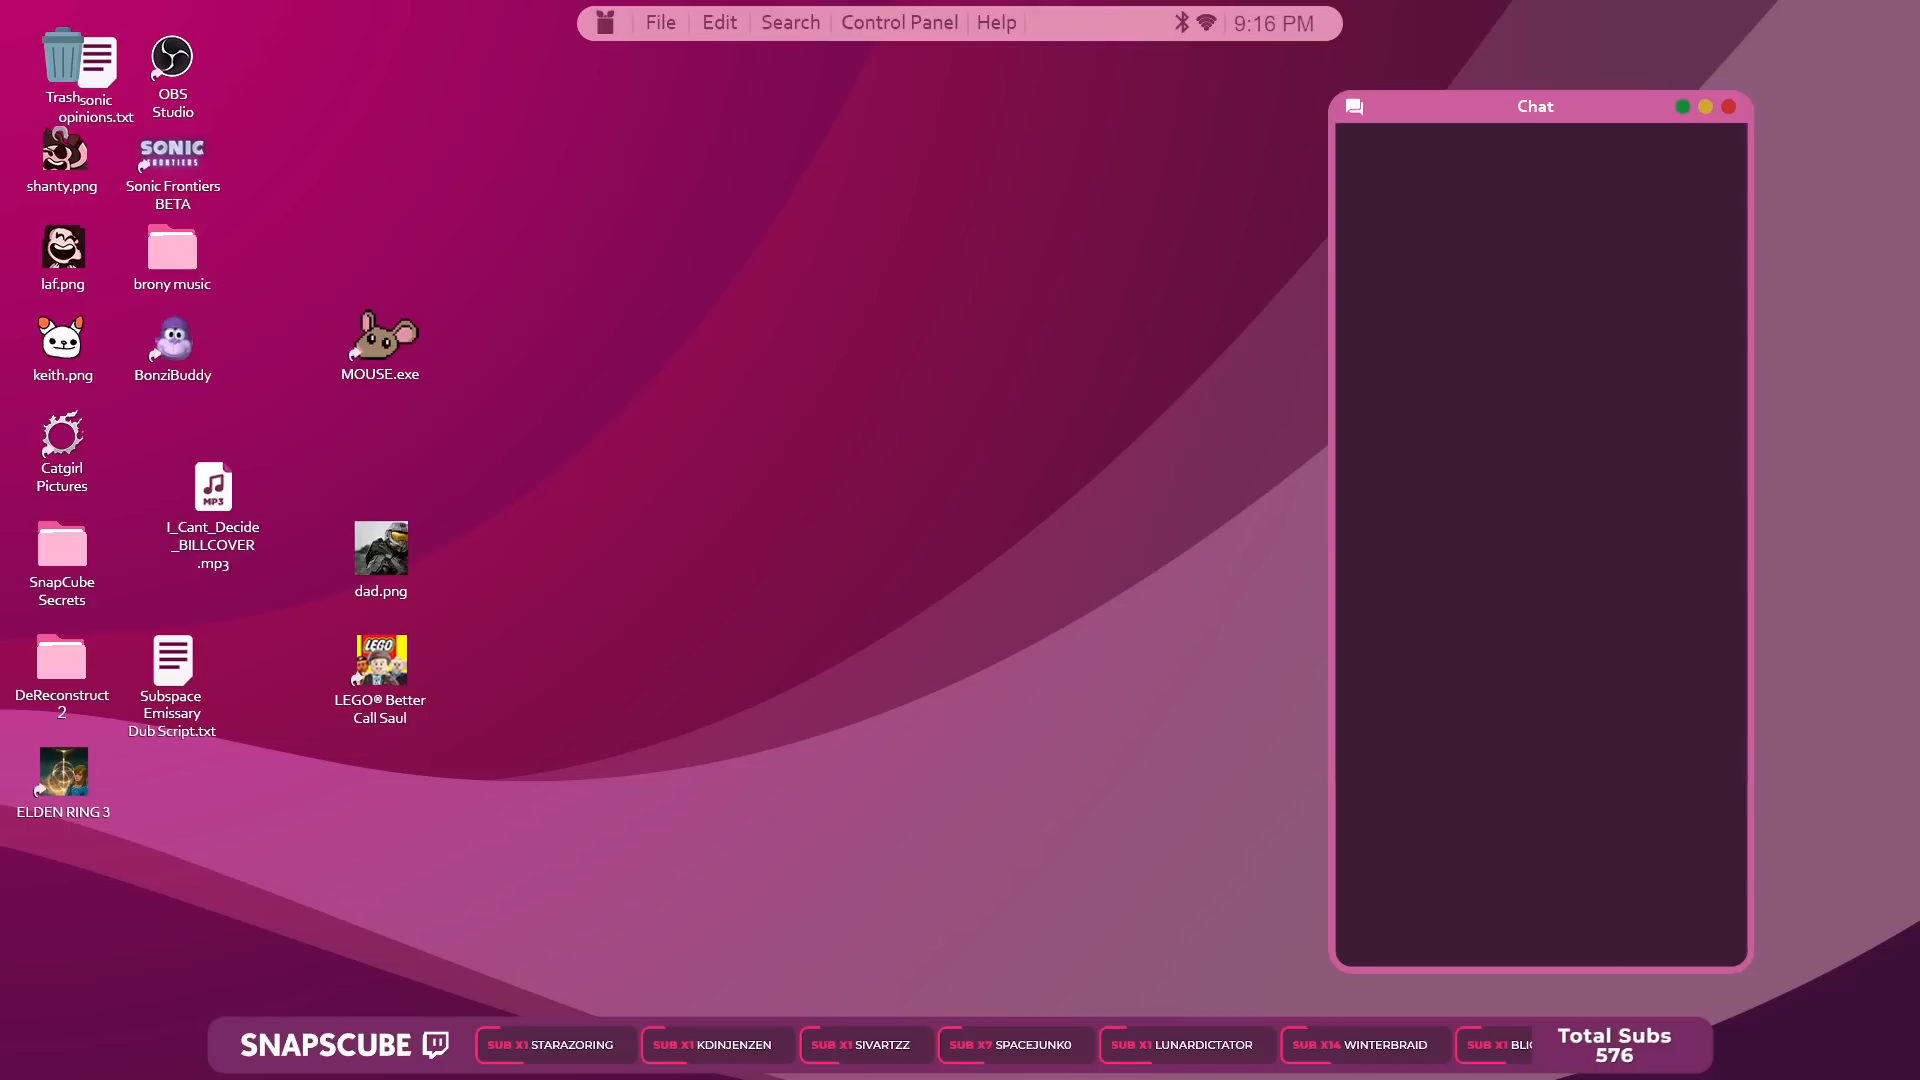 File Edit Search Control Panel Help 9:16 PM
Trash
sonic
opinions.txt
OBS
Studio
shanty.png
SONIC
FRONTIERS
Sonic Frontiers
BETA
laf.png
brony music
keith.png
BonziBuddy
MOUSE.exe
Catgirl
Pictures
MP3
I_Cant_Decide
_BILLCOVER
.mp3
SnapCube
Secrets
dad.png
DeReconstruct
2
Subspace
Emissary
Dub Script.txt
LEGO
LEGO® Better
Call Saul
ELDEN RING 3
Chat
SNAPSCUBE
SUB X1 STARAZORING
SUB X1 KDINJENZEN
SUB X1 SIVARTZZ
SUB X7 SPACEJUNK0
SUB X1 LUNARDICTATOR
SUB X14 WINTERBRAID
SUB X1
Total Subs
576